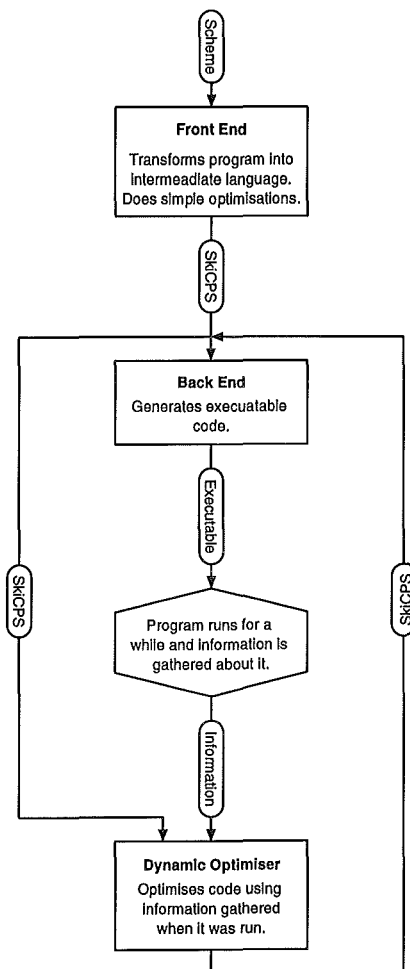 Scheme
Front End
Transforms program into
intermeadiate language.
Does simple optimisations.
SkiCPS
Back End
Generates execuatable
code.
Executable
SkiCPS
SkiCPS
Program runs for a
while and information is
gathered about it.
Information
Dynamic Optimiser
Optimises code using
information gathered
when it was run.